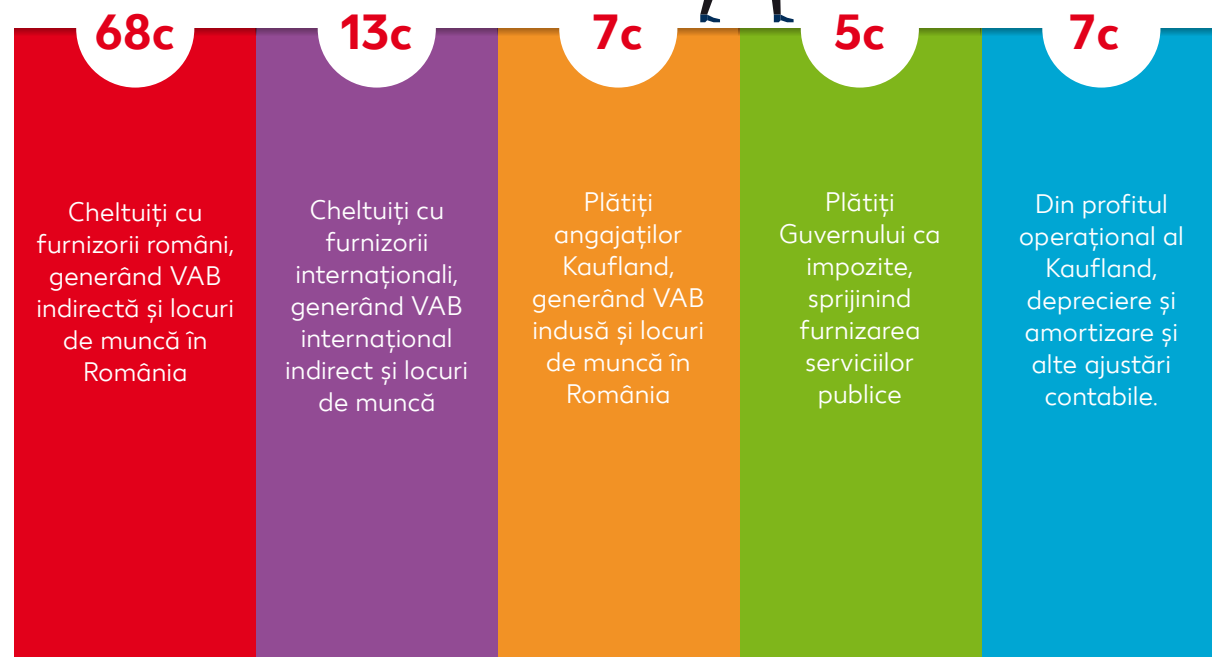 68c
Cheltuiți cu
furnizorii români,
generând VAB
indirectă și locuri
de muncă în
România
13c
Cheltuiți cu
furnizorii
internaționali,
generând VAB
internațional
indirect și locuri
de muncă
7c
Plătiți
angajaților
Kaufland,
generând VAB
indusă și locuri
de muncă în
România
5c
Plătiți
Guvernului ca
impozite,
sprijinind
furnizarea
serviciilor
publice
7c
Din profitul
operațional al
Kaufland,
depreciere și
amortizare și
alte ajustări
contabile.